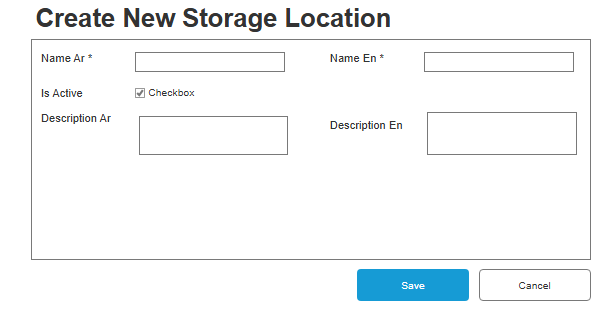 Create New Storage Location
Name Ar *
Name En *
Is Active
Checkbox
Description Ar
Description En
Save
Cancel